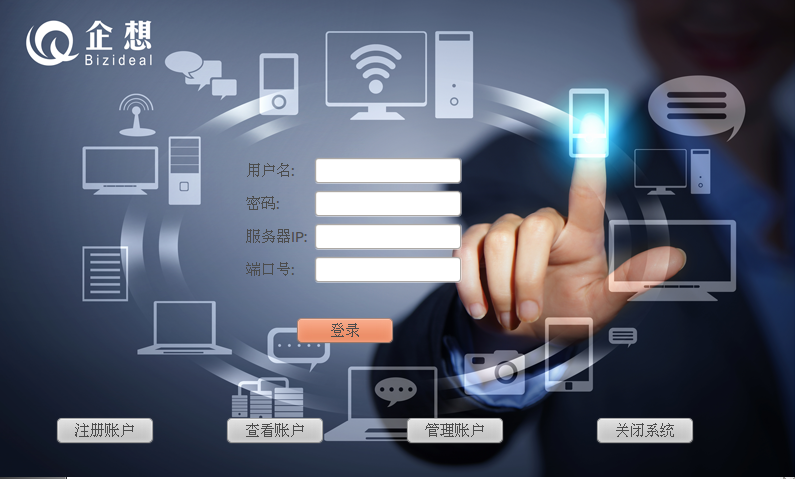 企想
Bizideal
用户名:
密码:
服务器IP:
端口号:
登录
注册账户
查看账户
管理账户
关闭系统